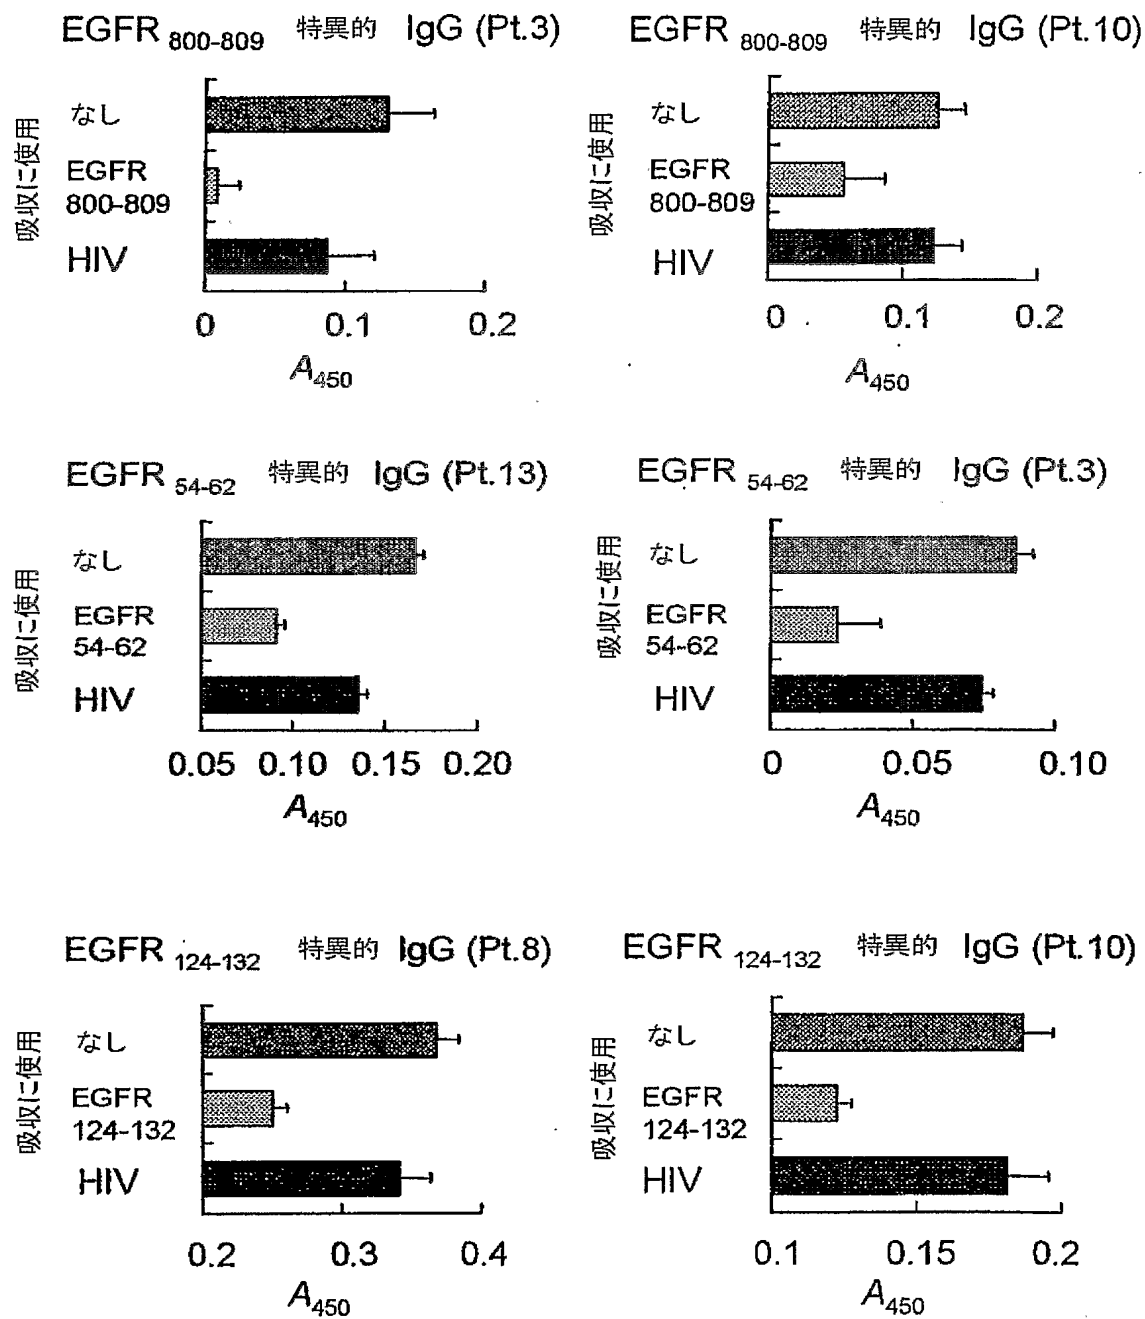 EGFR 800-809 特異的 IgG (Pt.3)
吸収に使用
なし
EGFR
800-809
HIV
0 0.1 0.2
A450
EGFR 800-809 特異的 IgG (Pt.10)
吸収に使用
なし
EGFR
800-809
HIV
0 0.1 0.2
A450
EGFR 54-62 特異的 IgG (Pt.13)
吸収に使用
なし
EGFR
54-62
HIV
0.05 0.10 0.15 0.20
A450
EGFR 54-62 特異的 IgG (Pt.3)
吸収に使用
なし
EGFR
54-62
HIV
0 0.05 0.10
A450
EGFR 124-132 特異的 IgG (Pt.8)
吸収に使用
なし
EGFR
124-132
HIV
0.2 0.3 0.4
A450
EGFR 124-132 特異的 IgG (Pt.10)
吸収に使用
なし
EGFR
124-132
HIV
0.1 0.15 0.2
A450